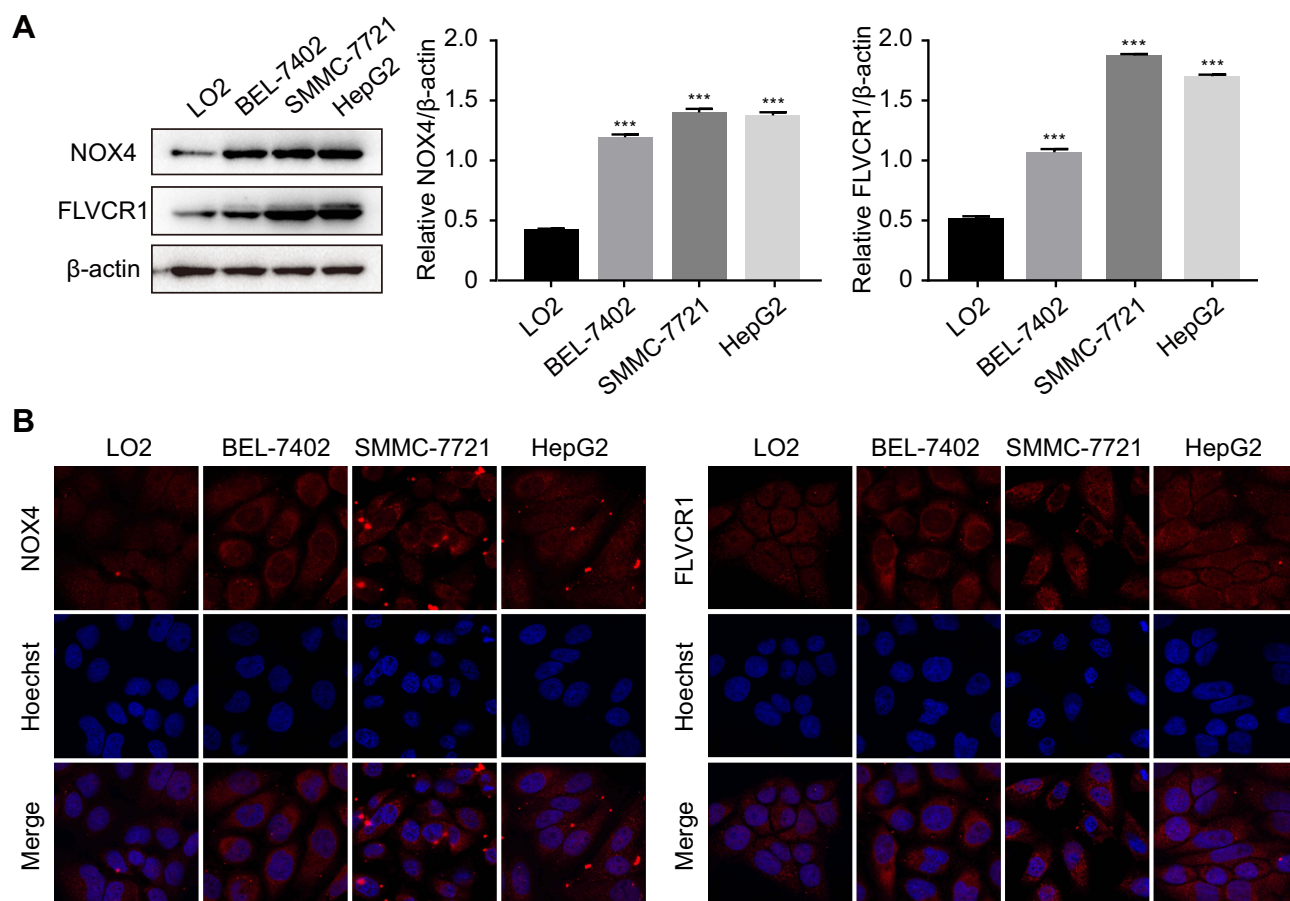 A
LO2
BEL-7402
SMMC-7721
HepG2
NOX4
FLVCR1
β-actin
Relative NOX4/β-actin
2.0
1.5
1.0
0.5
0
***
***
***
LO2
BEL-7402
SMMC-7721
HepG2
Relative FLVCR1/β-actin
2.0
1.5
1.0
0.5
0
***
***
***
LO2
BEL-7402
SMMC-7721
HepG2
B
LO2 BEL-7402 SMMC-7721 HepG2
NOX4
Hoechst
Merge
LO2 BEL-7402 SMMC-7721 HepG2
FLVCR1
Hoechst
Merge